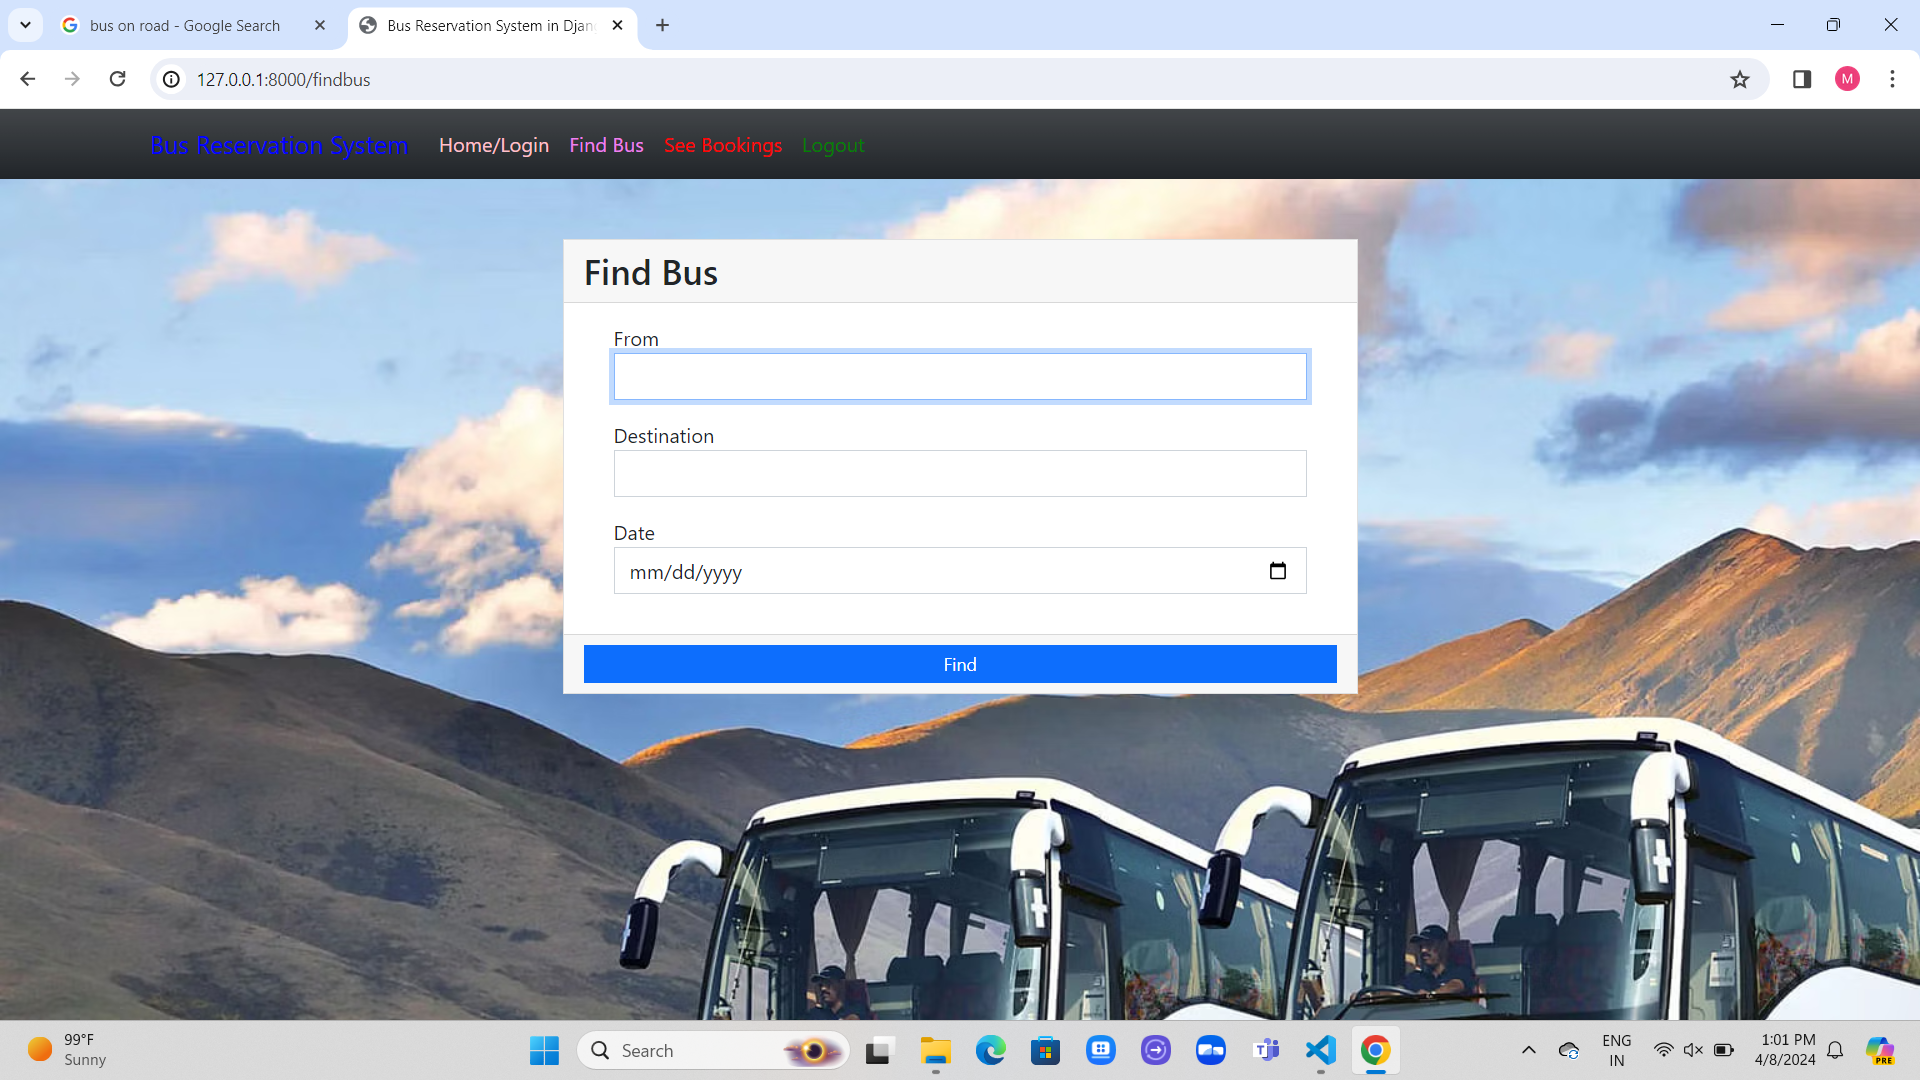 bus on road - Google Search
Bus Reservation System in Djan
127.0.0.1:8000/findbus
M
Bus Reservation System Home/Login Find Bus See Bookings Logout
Find Bus
From
Destination
Date
mm/dd/yyyy
Find
99°F
Sunny
Search
ENG
IN
1:01 PM
4/8/2024
PRE